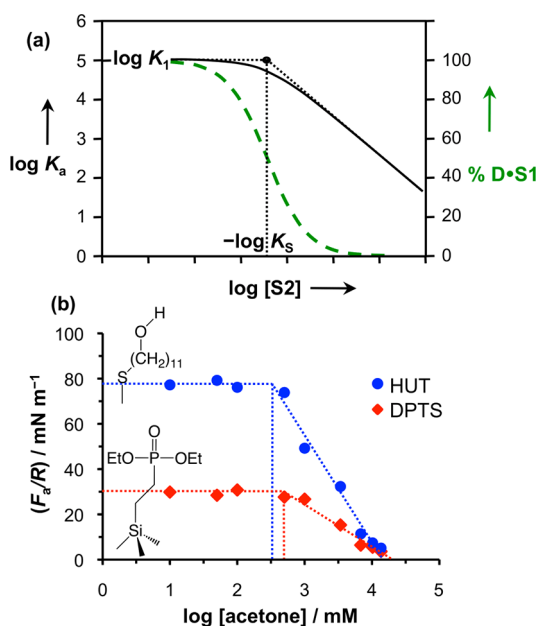 (a)
6
5
4
3
2
1
0
log K₁
log Kₐ
100
80
60
40
20
0
% D•S1
−log Kₛ
log [S2]
(b)
100
80
60
40
20
0
(Fₐ/R) / mN m⁻¹
H
O
(CH₂)₁₁
S
O
EtO P OEt
Si
HUT
DPTS
0 1 2 3 4 5
log [acetone] / mM